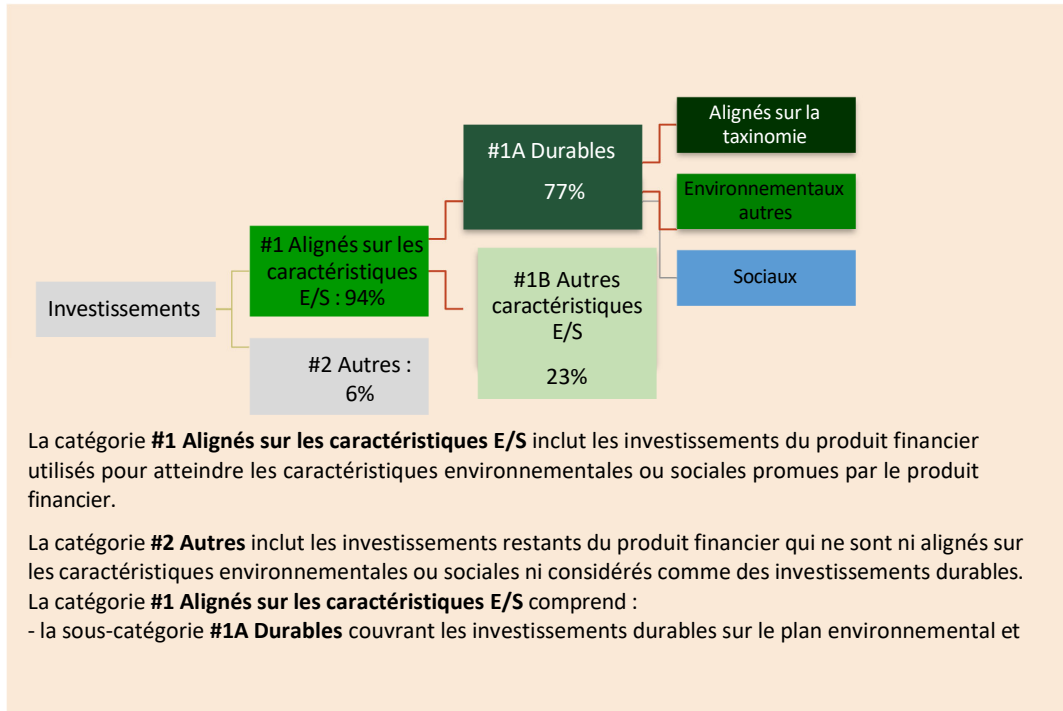 Investissements
#1 Alignés sur les
caractéristiques
E/S : 94%
#2 Autres :
6%
#1A Durables
77%
#1B Autres
caractéristiques
E/S
23%
Alignés sur la
taxinomie
Environnementaux
autres
Sociaux
La catégorie #1 Alignés sur les caractéristiques E/S inclut les investissements du produit financier
utilisés pour atteindre les caractéristiques environnementales ou sociales promues par le produit
financier.
La catégorie #2 Autres inclut les investissements restants du produit financier qui ne sont ni alignés sur
les caractéristiques environnementales ou sociales ni considérés comme des investissements durables.
La catégorie #1 Alignés sur les caractéristiques E/S comprend :
- la sous-catégorie #1A Durables couvrant les investissements durables sur le plan environnemental et